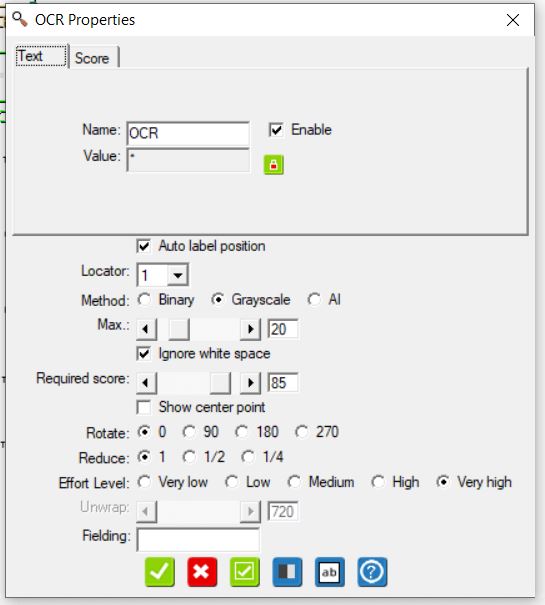 OCR Properties
Text Score
Name: OCR Enable
Value: *
Auto label position
Locator: 1
Method: Binary Grayscale AI
Max.: 20
Ignore white space
Required score: 85
Show center point
Rotate: 0 90 180 270
Reduce: 1 1/2 1/4
Effort Level: Very low Low Medium High Very high
Unwrap: 720
Fielding:
ab ?